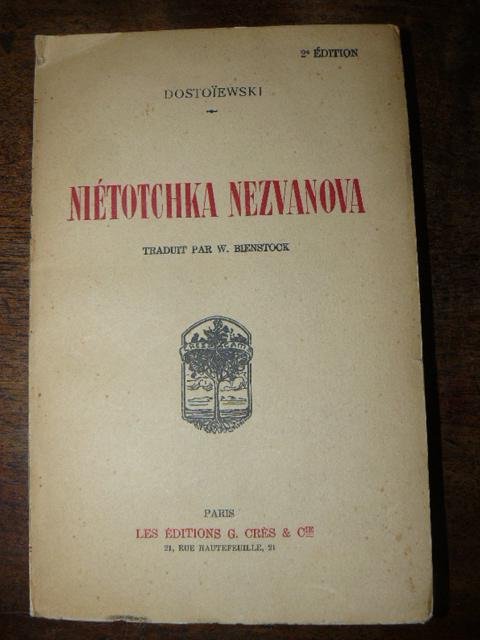 2e ÉDITION
DOSTOÏEWSKI
NIÉTOTCHKA NEZVANOVA
TRADUIT PAR W. BIENSTOCK
PARIS
LES ÉDITIONS G. CRÈS & Cie
21, RUE HAUTEFEUILLE, 21